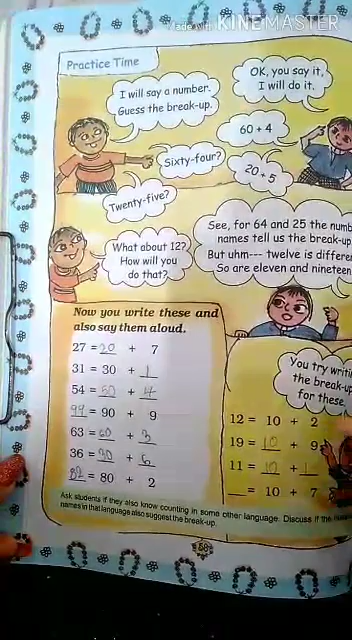 Made with KINEMASTER
Practice Time
I will say a number.
Guess the break-up.
OK, you say it,
I will do it.
60 + 4
Sixty-four?
20 + 5
Twenty-five?
What about 12?
How will you
do that?
See, for 64 and 25 the numb
names tell us the break-up
But uhm--- twelve is differen
So are eleven and nineteen
Now you write these and
also say them aloud.
27 = 20 + 7
31 = 30 + 1
54 = 50 + 4
99 = 90 + 9
63 = 60 + 3
36 = 30 + 6
82 = 80 + 2
You try writi
the break-up
for these.
12 = 10 + 2
19 = 10 + 9
11 = 10 + 1
__ = 10 + 7
Ask students if they also know counting in some other language. Discuss if the
names in that language also suggest the break-up.
58